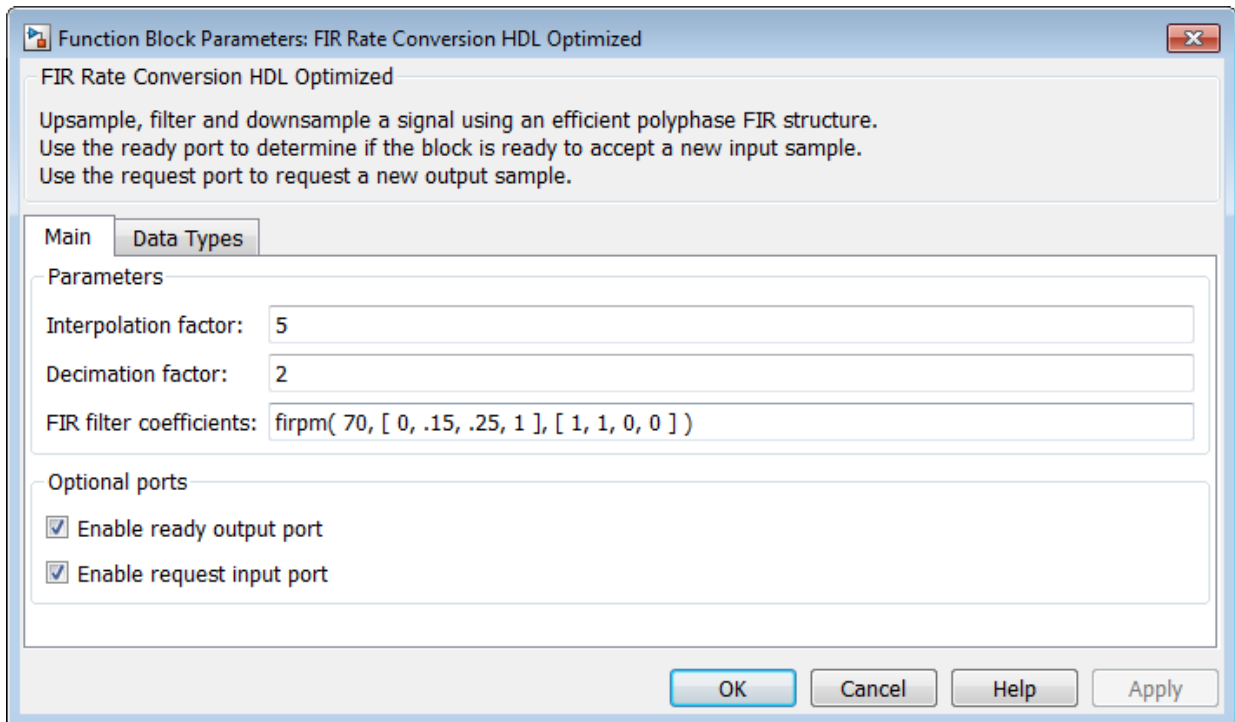 Function Block Parameters: FIR Rate Conversion HDL Optimized
FIR Rate Conversion HDL Optimized
Upsample, filter and downsample a signal using an efficient polyphase FIR structure.
Use the ready port to determine if the block is ready to accept a new input sample.
Use the request port to request a new output sample.
Main Data Types
Parameters
Interpolation factor: 5
Decimation factor: 2
FIR filter coefficients: firpm( 70, [ 0, .15, .25, 1 ], [ 1, 1, 0, 0 ] )
Optional ports
Enable ready output port
Enable request input port
OK Cancel Help Apply